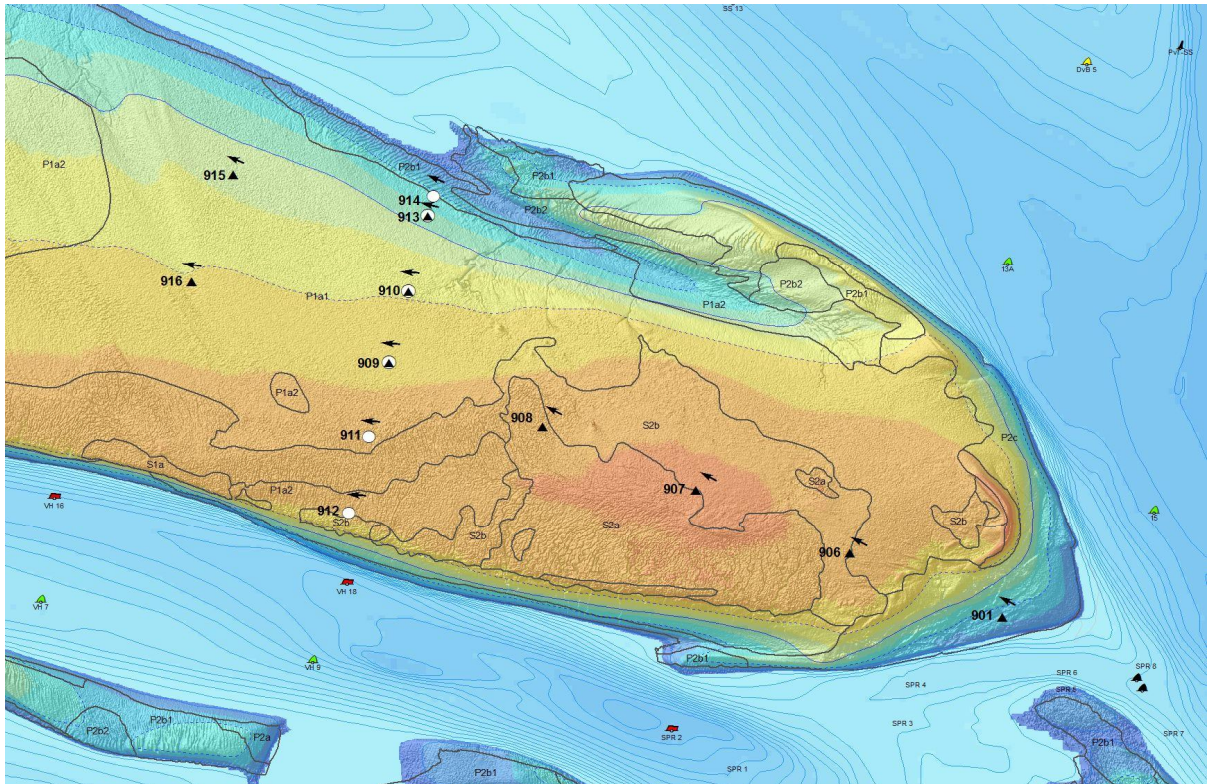 SS 13
PvT-SS
DvB 5
P1a2
915
P2b1
P2b1
914
P2b2
913
13A
916
P1a1
910
P2b2
P2b1
P1a2
909
P1a2
908
S2b
P2c
911
S1a
907
S2a
P1a2
VH 16
912
S2b
S2b
S2a
S2b
15
906
VH 18
VH 7
901
P2b1
VH 9
SPR 8
SPR 6
SPR 4
SPR 5
P2b1
SPR 3
P2b2
P2a
SPR 2
SPR 7
P2b1
SPR 1
P2b1